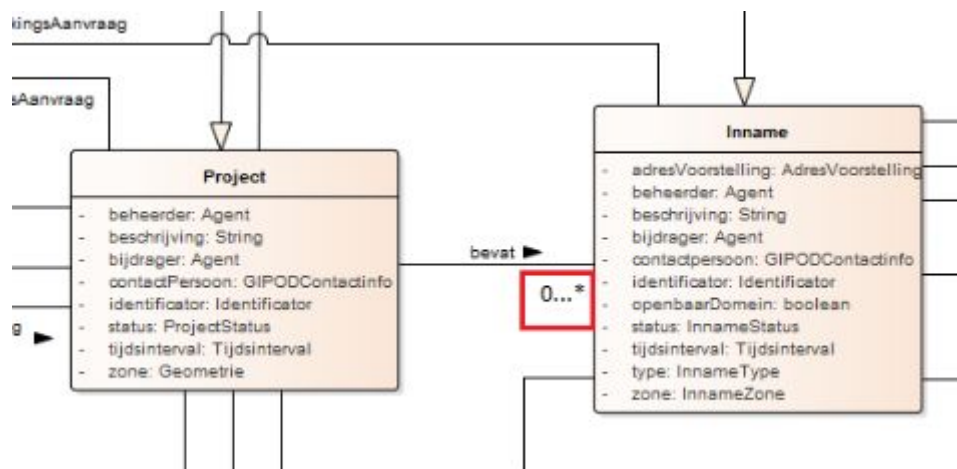 kingsAanvraag
sAanvraag
Project
- beheerder: Agent
- beschrijving: String
- bijdrager: Agent
- contactPersoon: GIPODContactinfo
- identificator: Identificator
- status: ProjectStatus
- tijdsinterval: Tijdsinterval
- zone: Geometrie
g
bevat
0...*
Inname
- adresVoorstelling: AdresVoorstelling
- beheerder: Agent
- beschrijving: String
- bijdrager: Agent
- contactpersoon: GIPODContactinfo
- identificator: Identificator
- openbaarDomein: boolean
- status: InnameStatus
- tijdsinterval: Tijdsinterval
- type: InnameType
- zone: InnameZone